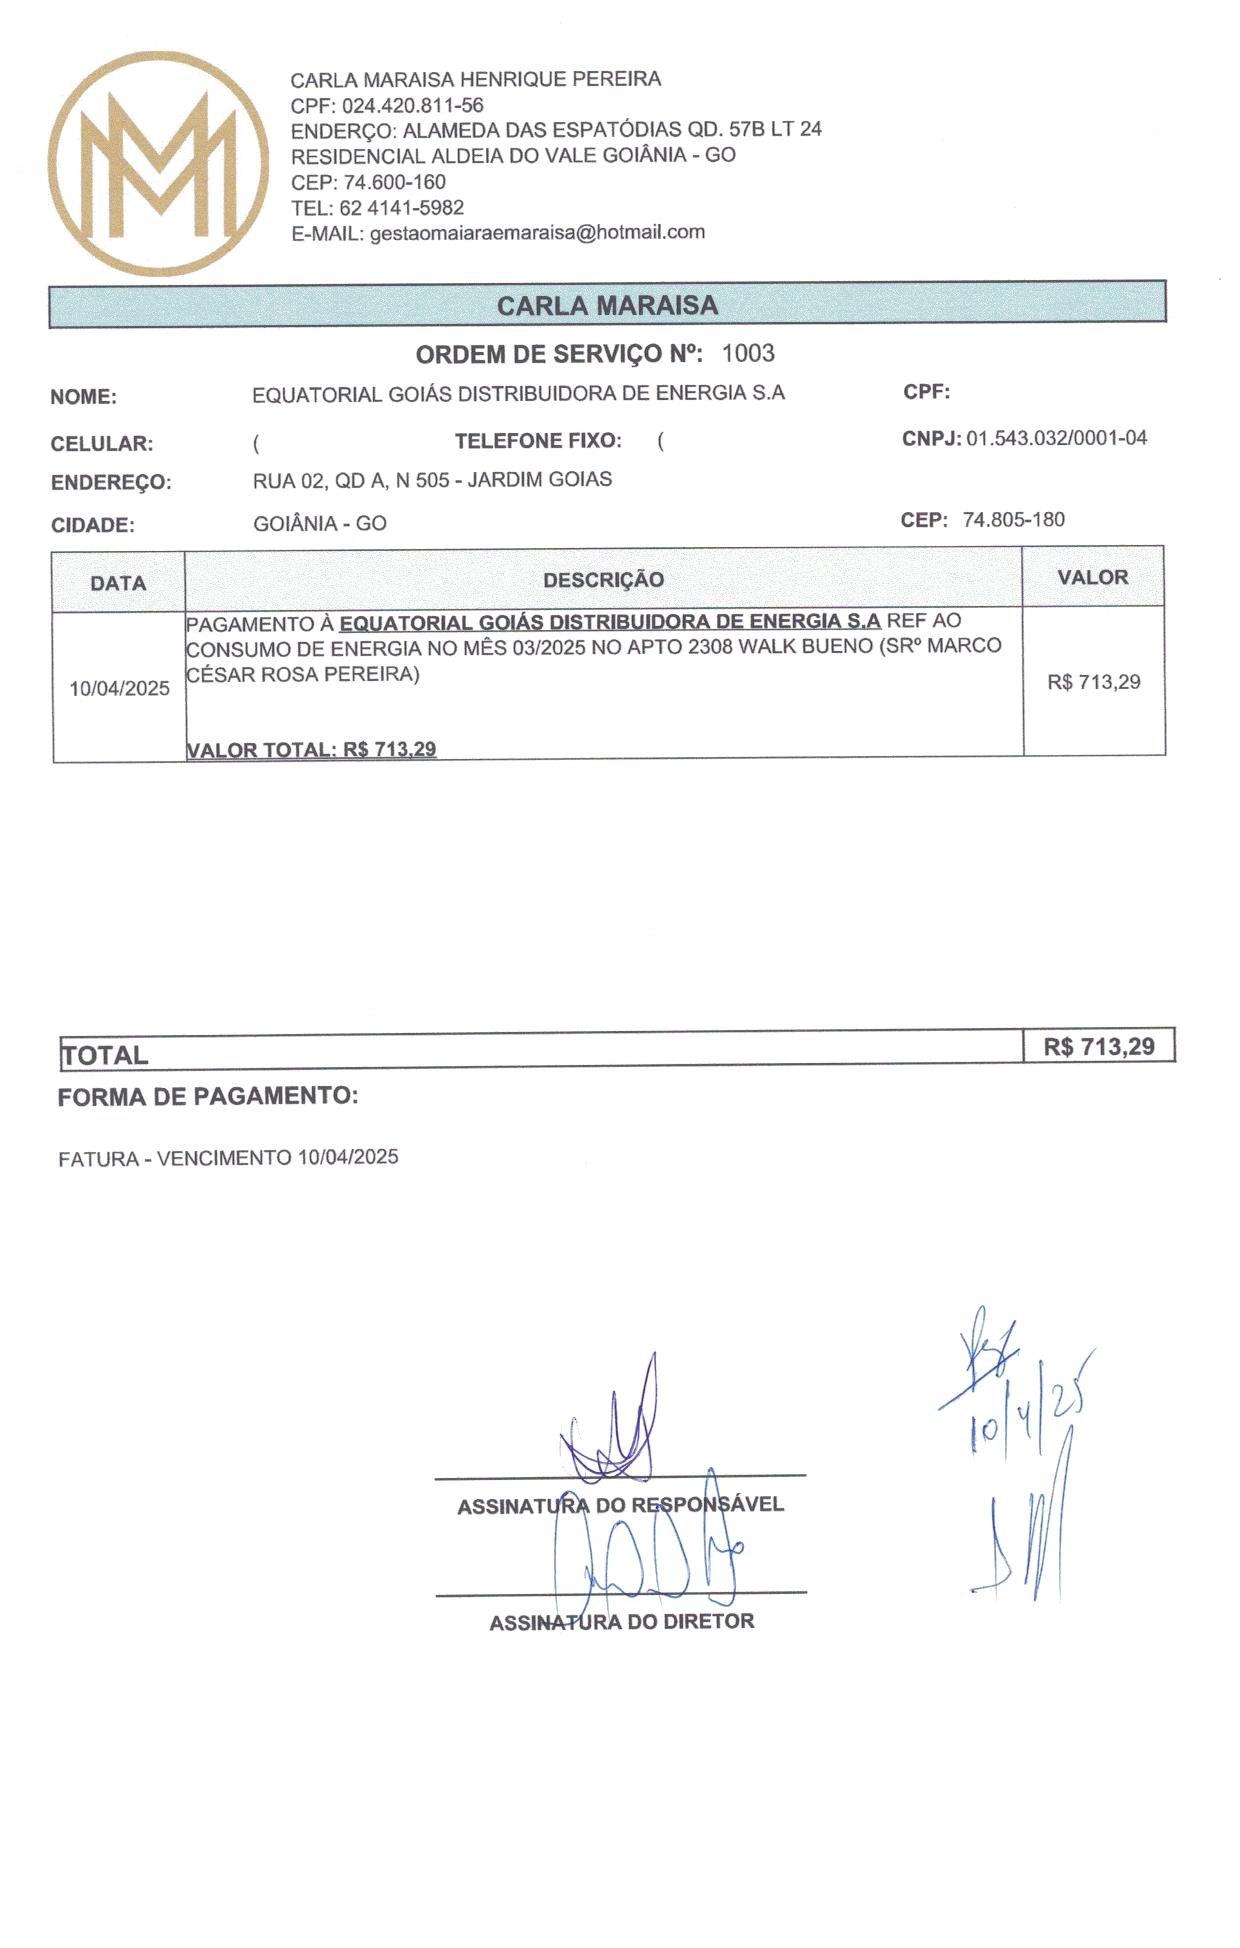 CARLA MARAISA HENRIQUE PEREIRA
CPF: 024.420.811-56
ENDERÇO: ALAMEDA DAS ESPATÓDIAS QD. 57B LT 24
RESIDENCIAL ALDEIA DO VALE GOIÂNIA - GO
CEP: 74.600-160
TEL: 62 4141-5982
E-MAIL: gestaomaiaraemaraisa@hotmail.com
CARLA MARAISA
ORDEM DE SERVIÇO Nº: 1003
NOME: EQUATORIAL GOIÁS DISTRIBUIDORA DE ENERGIA S.A CPF:
CELULAR: ( TELEFONE FIXO: ( CNPJ: 01.543.032/0001-04
ENDEREÇO: RUA 02, QD A, N 505 - JARDIM GOIAS
CIDADE: GOIÂNIA - GO CEP: 74.805-180
DATA DESCRIÇÃO VALOR
PAGAMENTO À EQUATORIAL GOIÁS DISTRIBUIDORA DE ENERGIA S.A REF AO
CONSUMO DE ENERGIA NO MÊS 03/2025 NO APTO 2308 WALK BUENO (SRº MARCO
CÉSAR ROSA PEREIRA)
10/04/2025 R$ 713,29
VALOR TOTAL: R$ 713,29
TOTAL R$ 713,29
FORMA DE PAGAMENTO:
FATURA - VENCIMENTO 10/04/2025
10/4/25
ASSINATURA DO RESPONSÁVEL
ASSINATURA DO DIRETOR